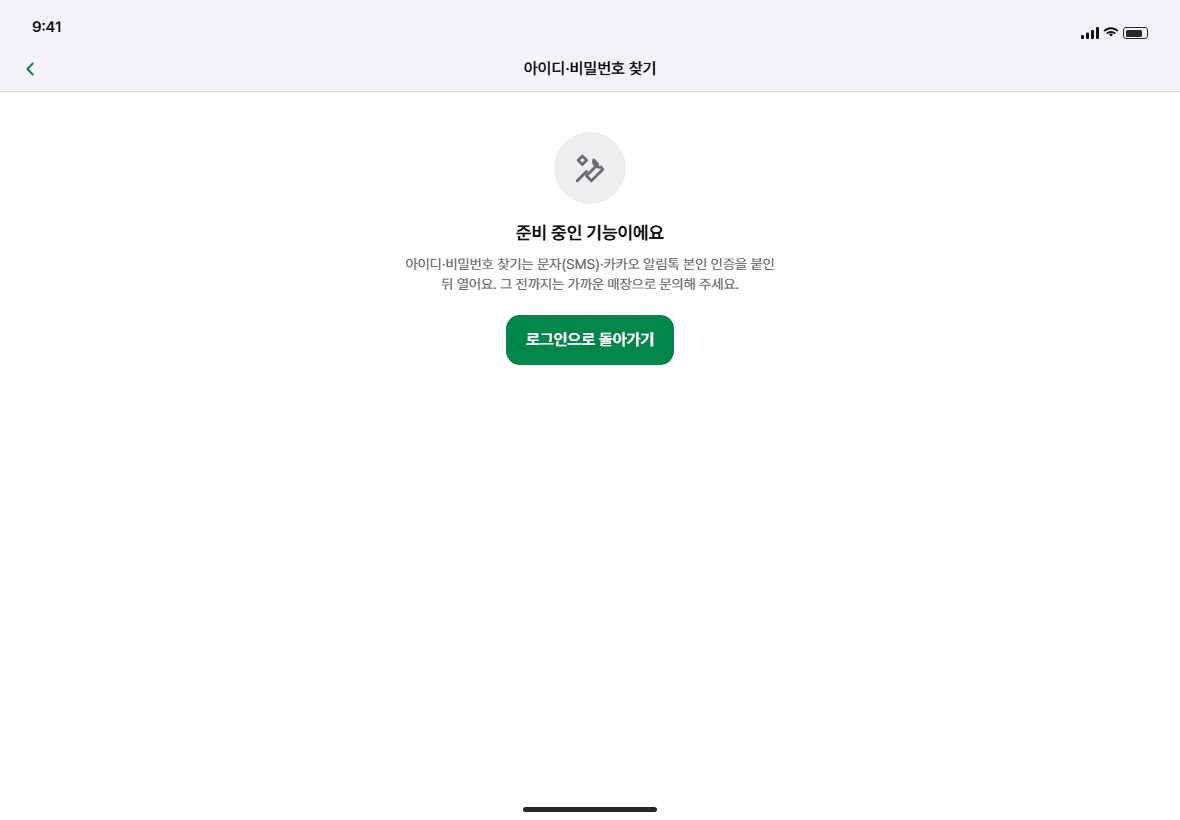 9:41
아이디·비밀번호 찾기
준비 중인 기능이에요
아이디·비밀번호 찾기는 문자(SMS)·카카오 알림톡 본인 인증을 붙인
뒤 열어요. 그 전까지는 가까운 매장으로 문의해 주세요.
로그인으로 돌아가기